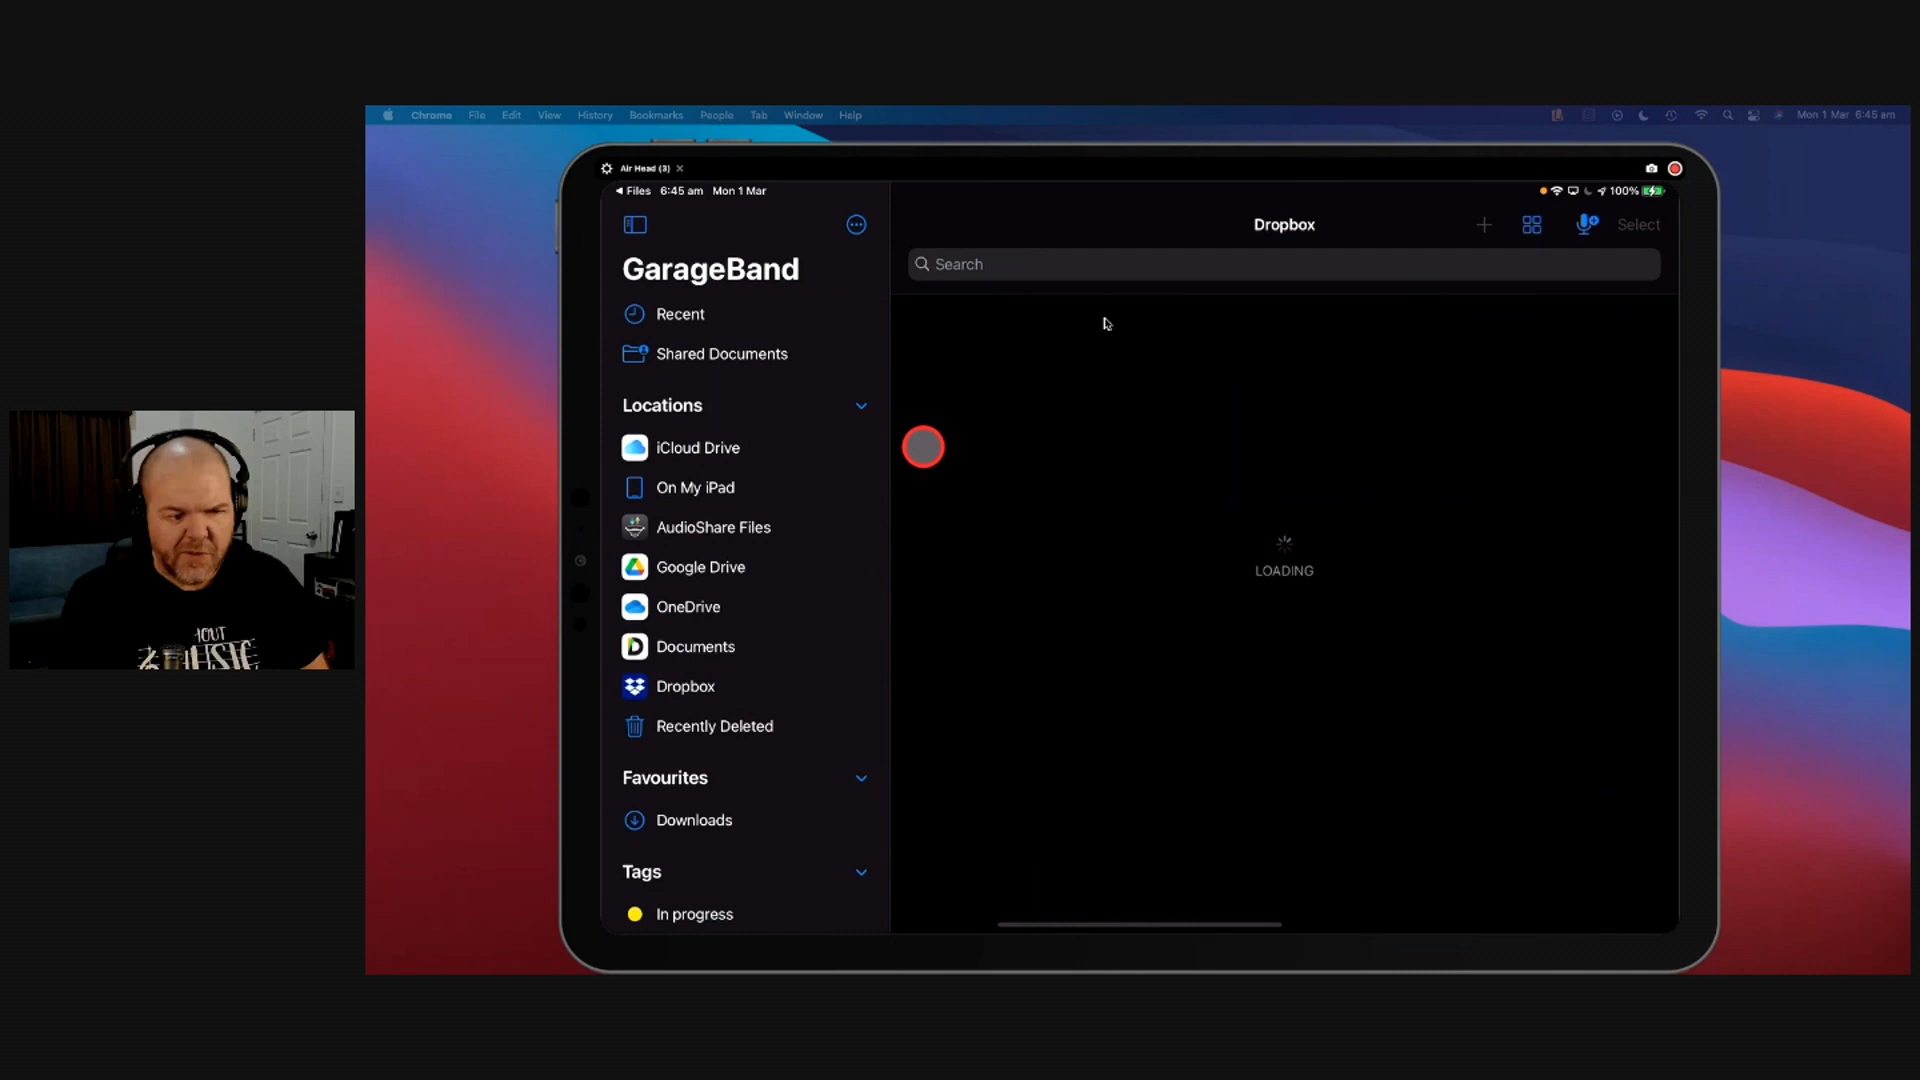 Chrome File Edit View History Bookmarks People Tab Window Help
Mon 1 Mar 6:45 am
Air Head (3)
Files 6:45 am Mon 1 Mar
100%
Dropbox
Select
GarageBand
Search
Recent
Shared Documents
Locations
iCloud Drive
On My iPad
AudioShare Files
Google Drive
OneDrive
Documents
Dropbox
Recently Deleted
LOADING
Favourites
Downloads
Tags
In progress